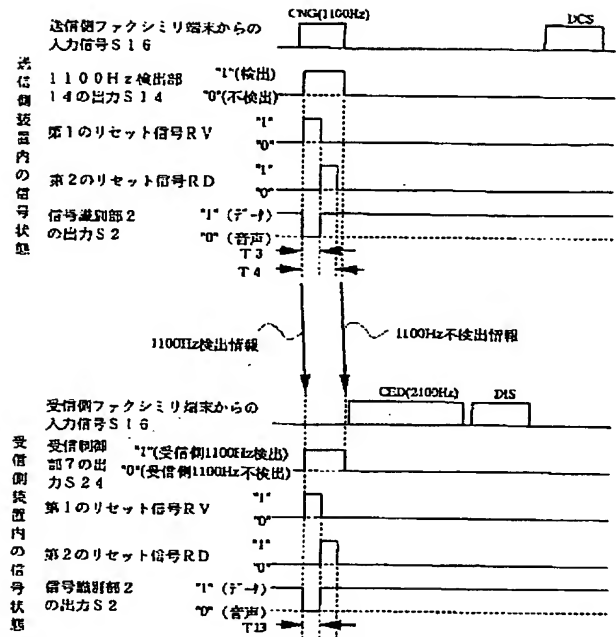 CNG(1100Hz)
DCS
送信側ファクシミリ端末からの
入力信号S16
送信側装置内の信号状態
1100Hz検出部
14の出力S14
"1"(検出)
"0"(不検出)
第1のリセット信号RV
"1"
"0"
第2のリセット信号RD
"1"
"0"
信号識別部2
の出力S2
"1"(データ)
"0"(音声)
T3
T4
1100Hz検出情報
1100Hz不検出情報
受信側ファクシミリ端末からの
入力信号S16
CED(2100Hz)
DIS
受信側装置内の信号状態
受信制御
部7の出
力S24
"1"(受信側1100Hz検出)
"0"(受信側1100Hz不検出)
第1のリセット信号RV
"1"
"0"
第2のリセット信号RD
"1"
"0"
信号識別部2
の出力S2
"1"(データ)
"0"(音声)
T13